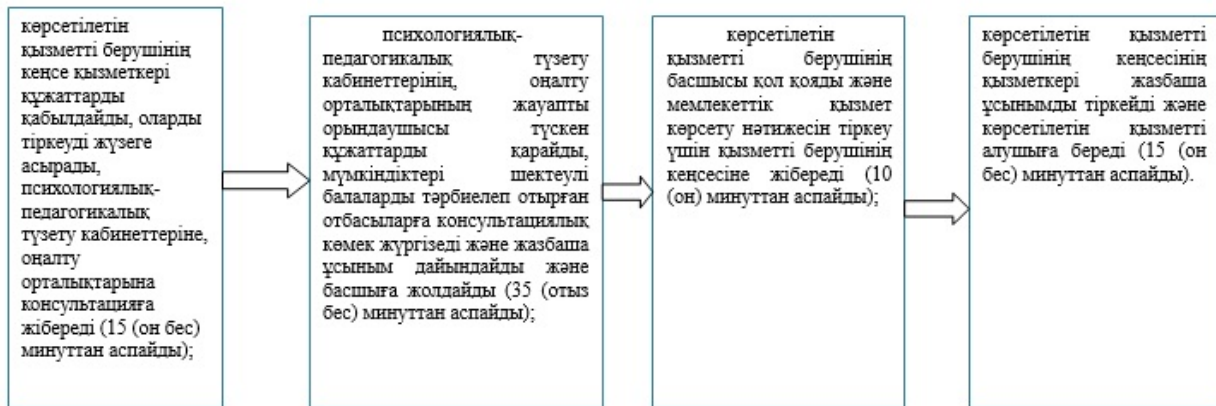 көрсетілетін
қызметті берушінің
кеңсе қызметкері
құжаттарды
қабылдайды, оларды
тіркеуді жүзеге
асырады,
психологиялық-
педагогикалық
түзету кабинеттеріне,
оңалту
орталықтарына
консультацияға
жібереді (15 (он бес)
минуттан аспайды);
психологиялық-
педагогикалық түзету
кабинеттерінің, оңалту
орталықтарының жауапты
орындаушысы түскен
құжаттарды қарайды,
мүмкіндіктері шектеулі
балаларды тәрбиелеп отырған
отбасыларға консультациялық
көмек жүргізеді және жазбаша
ұсыным дайындайды және
басшыға жолдайды (35 (отыз
бес) минуттан аспайды);
көрсетілетін
қызметті берушінің
басшысы қол қояды және
мемлекеттік қызмет
көрсету нәтижесін тіркеу
үшін қызметті берушінің
кеңсесіне жібереді (10
(он) минуттан аспайды);
көрсетілетін қызметті
берушінің кеңсесінің
қызметкері жазбаша
ұсынымды тіркейді және
көрсетілетін қызметті
алушыға береді (15 (он
бес) минуттан аспайды).